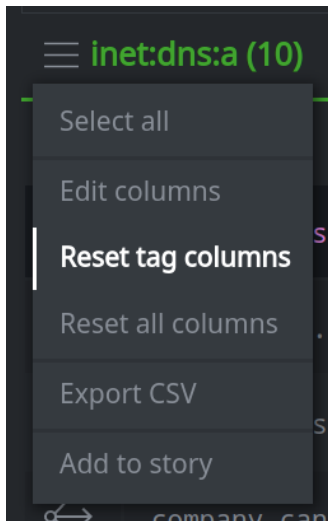 inet:dns:a (10)
Select all
Edit columns
Reset tag columns
Reset all columns
Export CSV
Add to story